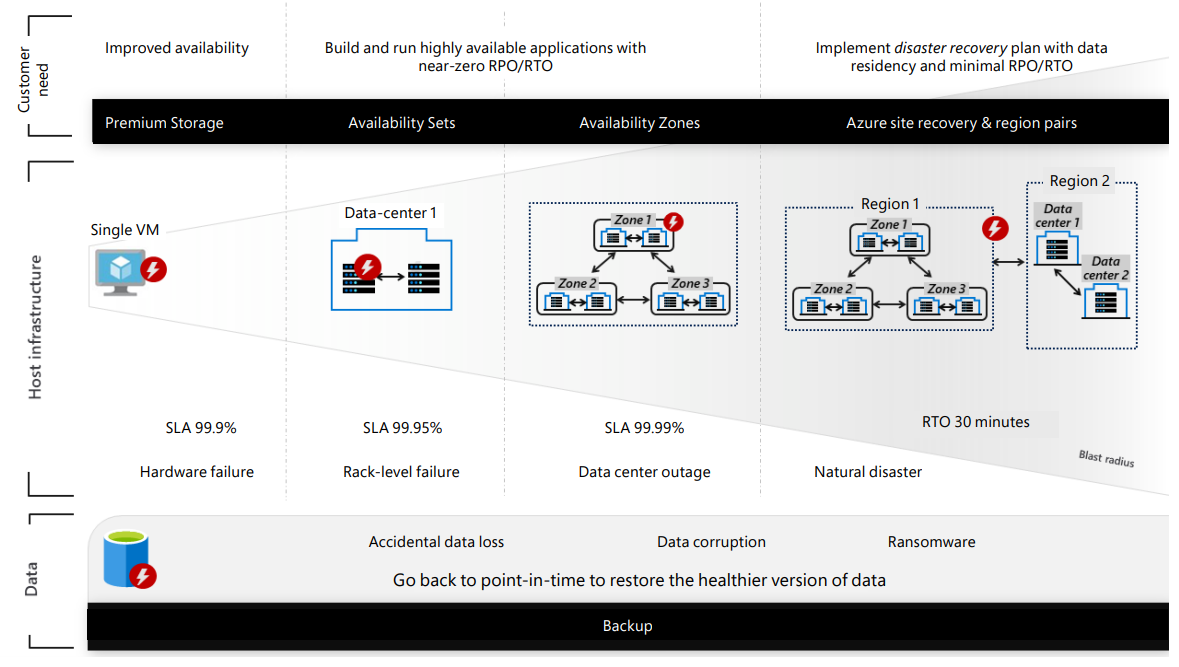 Customer
need
Improved availability
Build and run highly available applications with
near-zero RPO/RTO
Implement disaster recovery plan with data
residency and minimal RPO/RTO
Premium Storage
Availability Sets
Availability Zones
Azure site recovery & region pairs
Host infrastructure
Single VM
Data-center 1
Zone 1
Zone 2
Zone 3
Region 1
Zone 1
Zone 2
Zone 3
Region 2
Data
center 1
Data
center 2
SLA 99.9%
SLA 99.95%
SLA 99.99%
RTO 30 minutes
Hardware failure
Rack-level failure
Data center outage
Natural disaster
Blast radius
Data
Accidental data loss
Data corruption
Ransomware
Go back to point-in-time to restore the healthier version of data
Backup